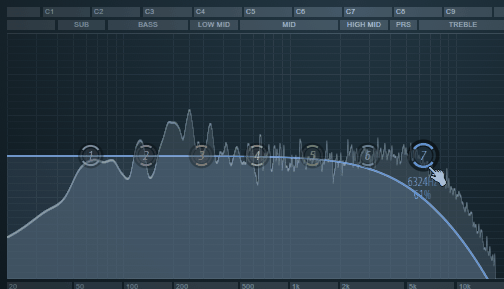 C1 C2 C3 C4 C5 C6 C7 C8 C9
SUB BASS LOW MID MID HIGH MID PRS TREBLE
1 2 3 4 5 6 7
6324Hz
61%
20 50 100 200 500 1k 2k 5k 10k